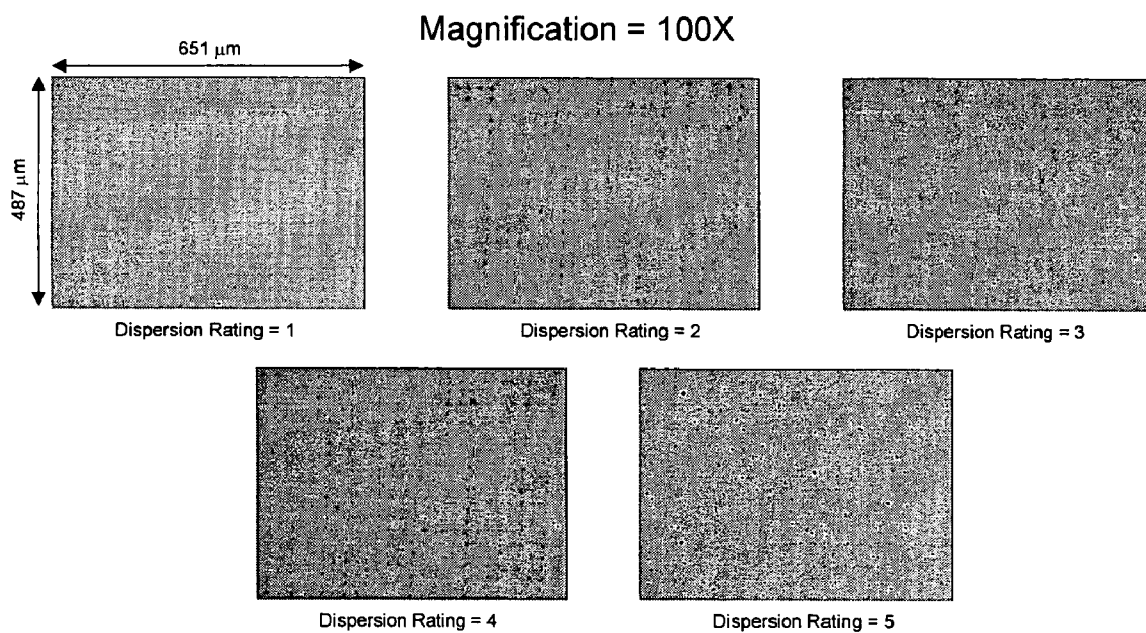 Magnification = 100X
651 μm
487 μm
Dispersion Rating = 1
Dispersion Rating = 2
Dispersion Rating = 3
Dispersion Rating = 4
Dispersion Rating = 5